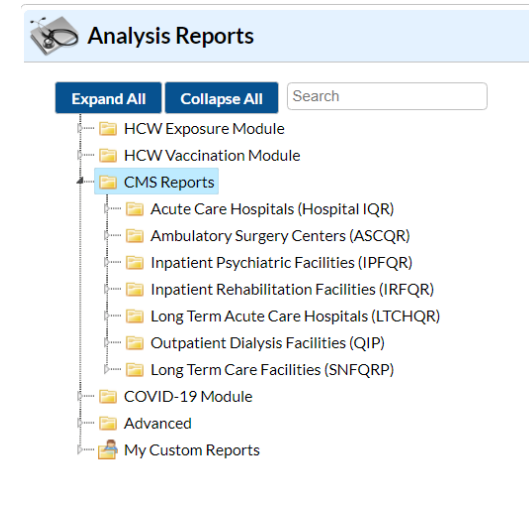 Analysis Reports
Expand All Collapse All Search
HCW Exposure Module
HCW Vaccination Module
CMS Reports
Acute Care Hospitals (Hospital IQR)
Ambulatory Surgery Centers (ASCQR)
Inpatient Psychiatric Facilities (IPFQR)
Inpatient Rehabilitation Facilities (IRFQR)
Long Term Acute Care Hospitals (LTCHQR)
Outpatient Dialysis Facilities (QIP)
Long Term Care Facilities (SNFQRP)
COVID-19 Module
Advanced
My Custom Reports